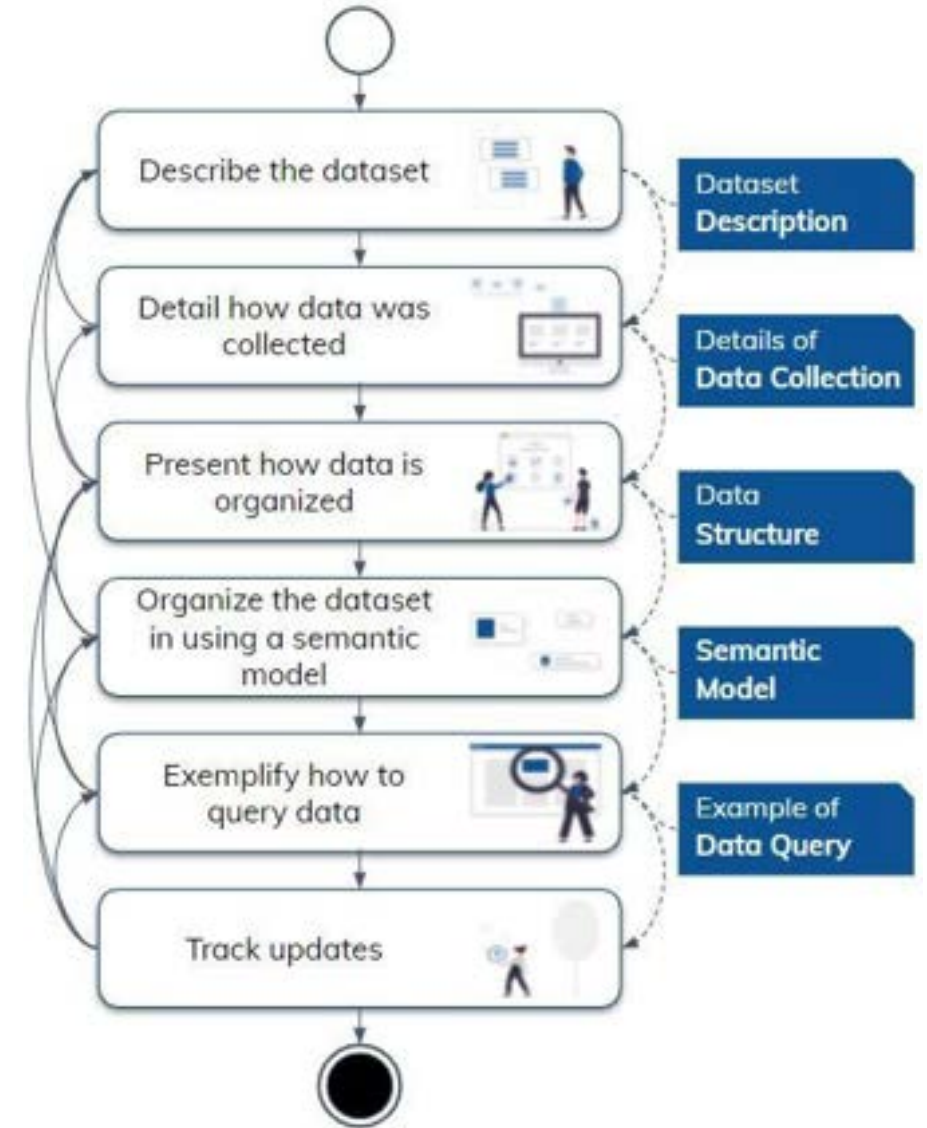 Describe the dataset
Dataset
Description
Detail how data was
collected
Details of
Data Collection
Present how data is
organized
Data
Structure
Organize the dataset
in using a semantic
model
Semantic
Model
Exemplify how to
query data
Example of
Data Query
Track updates